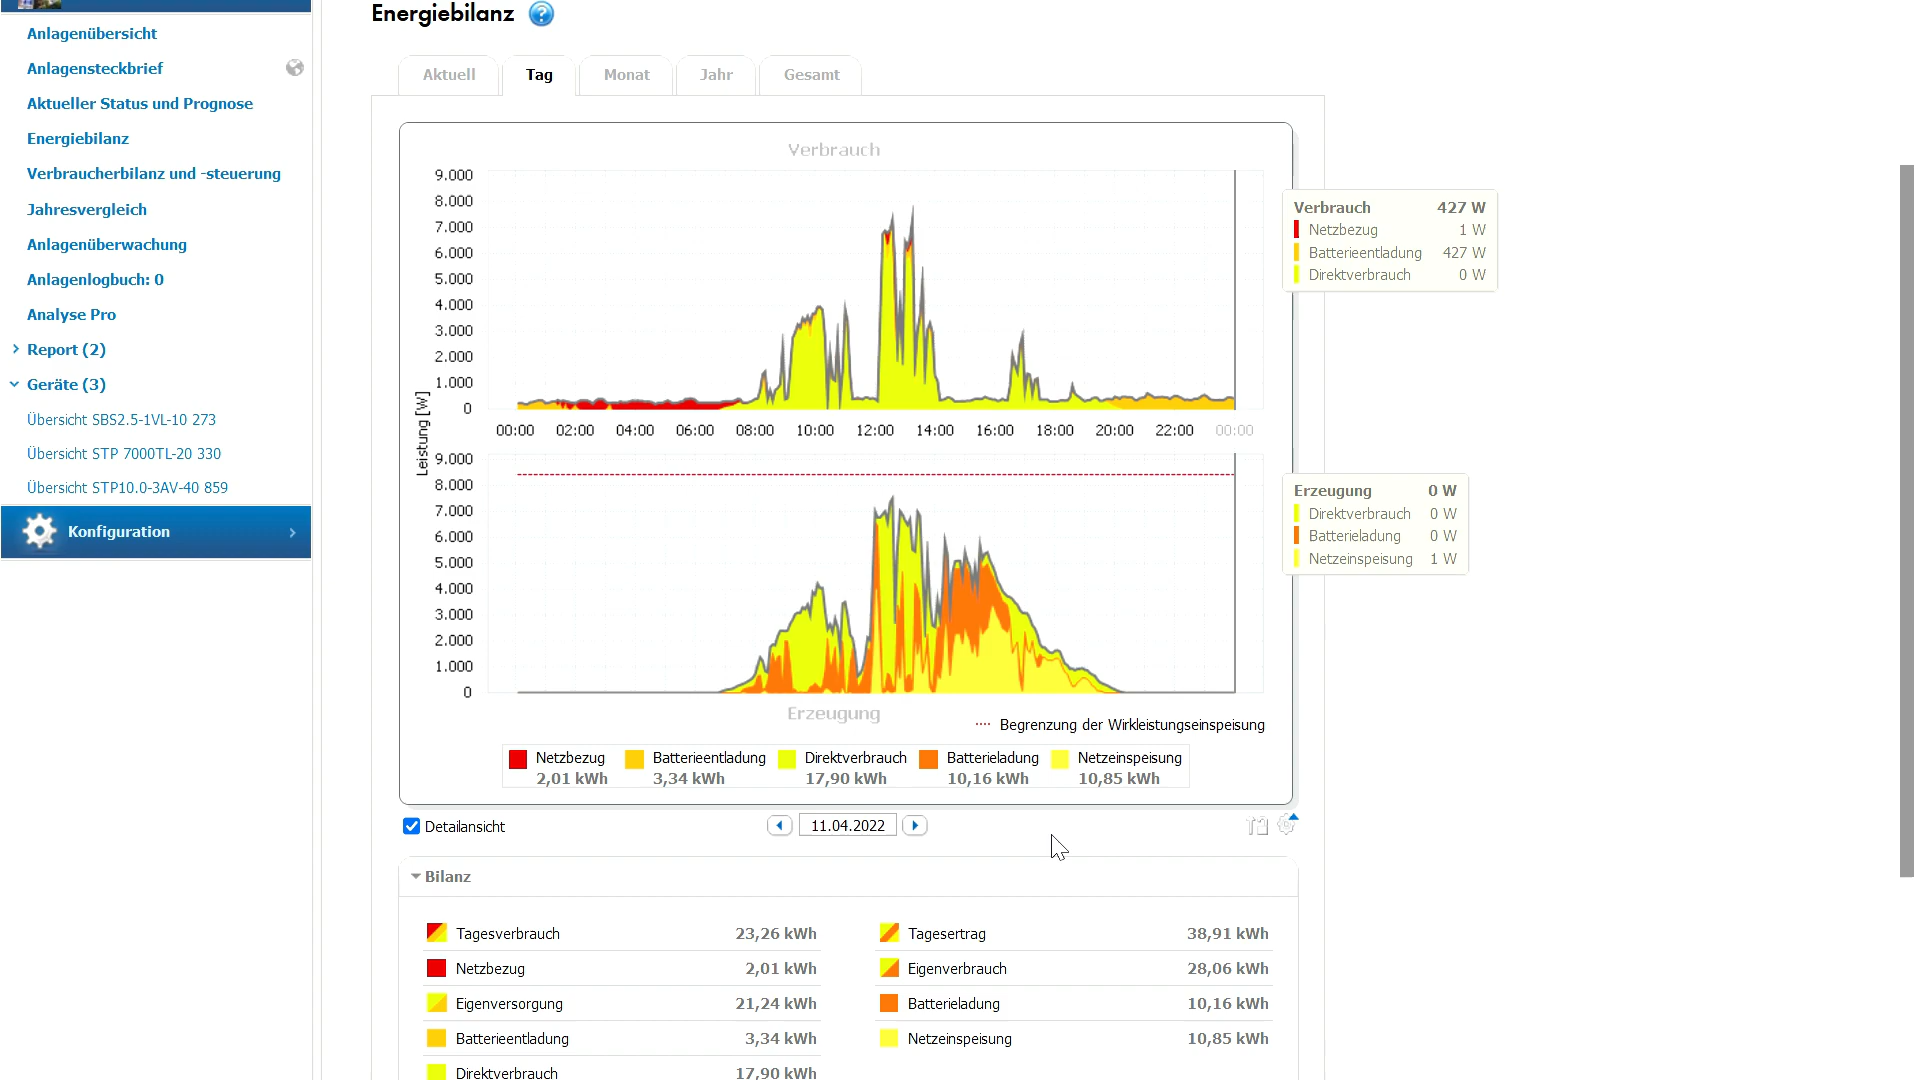 Energiebilanz
Anlagenübersicht
Anlagensteckbrief
Aktueller Status und Prognose
Energiebilanz
Verbraucherbilanz und -steuerung
Jahresvergleich
Anlagenüberwachung
Anlagenlogbuch: 0
Analyse Pro
Report (2)
Geräte (3)
Übersicht SBS2.5-1VL-10 273
Übersicht STP 7000TL-20 330
Übersicht STP10.0-3AV-40 859
Konfiguration
Aktuell Tag Monat Jahr Gesamt
Verbrauch
9.000
8.000
7.000
6.000
5.000
4.000
3.000
2.000
1.000
0
00:00 02:00 04:00 06:00 08:00 10:00 12:00 14:00 16:00 18:00 20:00 22:00 00:00
Leistung [W]
9.000
8.000
7.000
6.000
5.000
4.000
3.000
2.000
1.000
0
Erzeugung
Begrenzung der Wirkleistungseinspeisung
Netzbezug Batterieentladung Direktverbrauch Batterieladung Netzeinspeisung
2,01 kWh 3,34 kWh 17,90 kWh 10,16 kWh 10,85 kWh
Verbrauch 427 W
Netzbezug 1 W
Batterieentladung 427 W
Direktverbrauch 0 W
Erzeugung 0 W
Direktverbrauch 0 W
Batterieladung 0 W
Netzeinspeisung 1 W
Detailansicht
11.04.2022
Bilanz
Tagesverbrauch 23,26 kWh
Netzbezug 2,01 kWh
Eigenversorgung 21,24 kWh
Batterieentladung 3,34 kWh
Direktverbrauch 17,90 kWh
Tagesertrag 38,91 kWh
Eigenverbrauch 28,06 kWh
Batterieladung 10,16 kWh
Netzeinspeisung 10,85 kWh